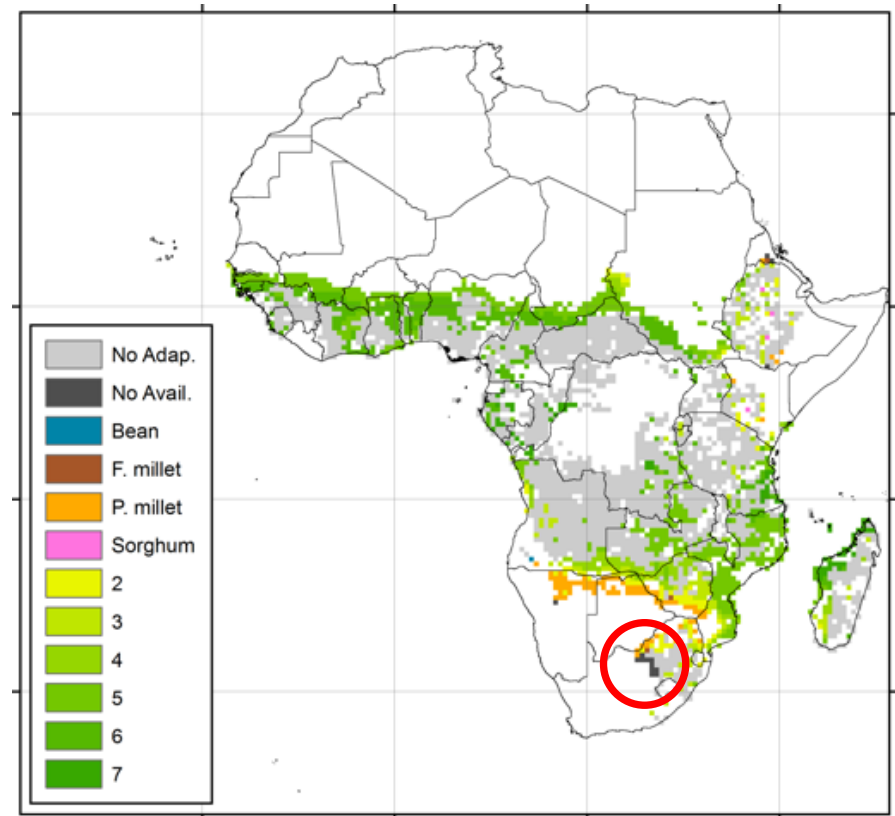 No Adap.
No Avail.
Bean
F. millet
P. millet
Sorghum
2
3
4
5
6
7